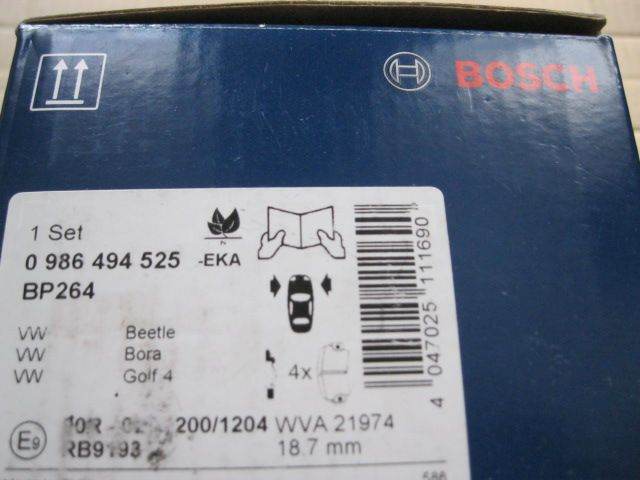 BOSCH
1 Set
0 986 494 525 -EKA
BP264
VW Beetle
VW Bora
VW Golf 4
4x
4 047025 111690
E9
200/1204 WVA 21974
18.7 mm